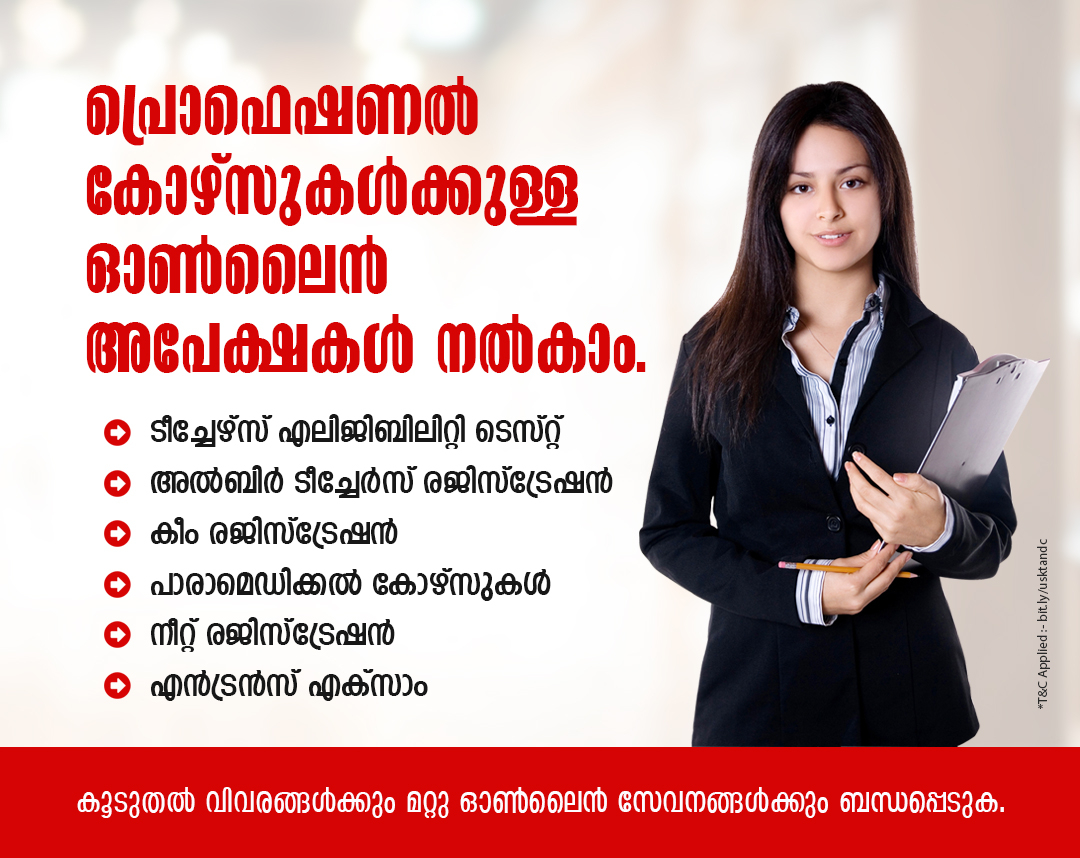 പ്രൊഫെഷണൽ
കോഴ്സുകൾക്കുള്ള
ഓൺലൈൻ
അപേക്ഷകൾ നൽകാം.
ടീച്ചേഴ്സ് എലിജിബിലിറ്റി ടെസ്റ്റ്
അൽബിർ ടീച്ചേർസ് രജിസ്ട്രേഷൻ
കീം രജിസ്ട്രേഷൻ
പാരാമെഡിക്കൽ കോഴ്സുകൾ
നീറ്റ് രജിസ്ട്രേഷൻ
എൻട്രൻസ് എക്സാം
*T&C Applied :- bit.ly/usktandc
കൂടുതൽ വിവരങ്ങൾക്കും മറ്റു ഓൺലൈൻ സേവനങ്ങൾക്കും ബന്ധപ്പെടുക.